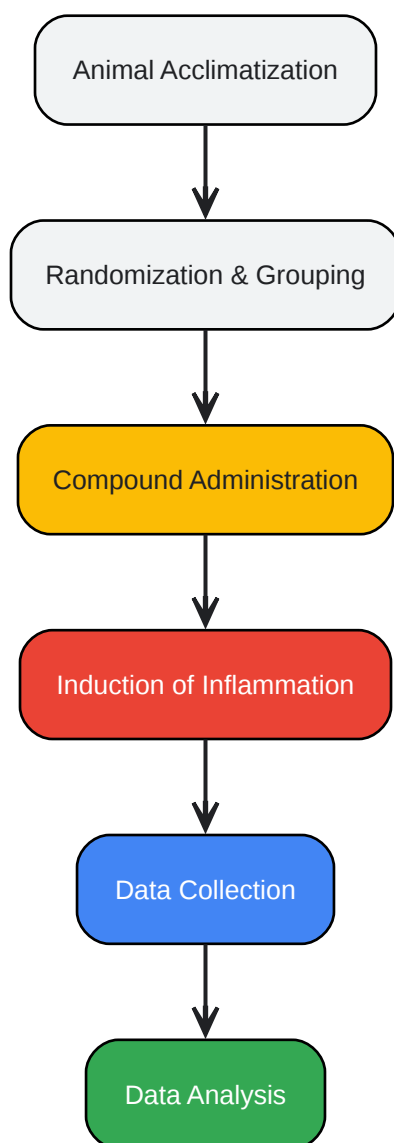 Animal Acclimatization
Randomization & Grouping
Compound Administration
Induction of Inflammation
Data Collection
Data Analysis